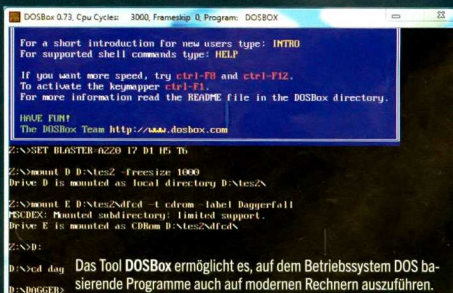 DOSBox 0.73, Cpu Cycles: 3000, Frameskip 0, Program: DOSBOX
For a short introduction for new users type: INTRO
For supported shell commands type: HELP
If you want more speed, try ctrl-F8 and ctrl-F12.
To activate the keymapper ctrl-F1.
For more information read the README file in the DOSBox directory.
HAVE FUN!
The DOSBox Team http://www.dosbox.com
Z:\>SET BLASTER=A220 I7 D1 H5 T6
Z:\>mount D D:\tes2 -freesize 1000
Drive D is mounted as local directory D:\tes2\
Z:\>mount E D:\tes2\dfcd -t cdrom -label Daggerfall
MSCDEX: Mounted subdirectory: limited support.
Drive E is mounted as CDRom D:\tes2\dfcd\
Z:\>D:
D:\>cd dag
D:\DAGGER>
Das Tool DOSBox ermöglicht es, auf dem Betriebssystem DOS ba-
sierende Programme auch auf modernen Rechnern auszuführen.